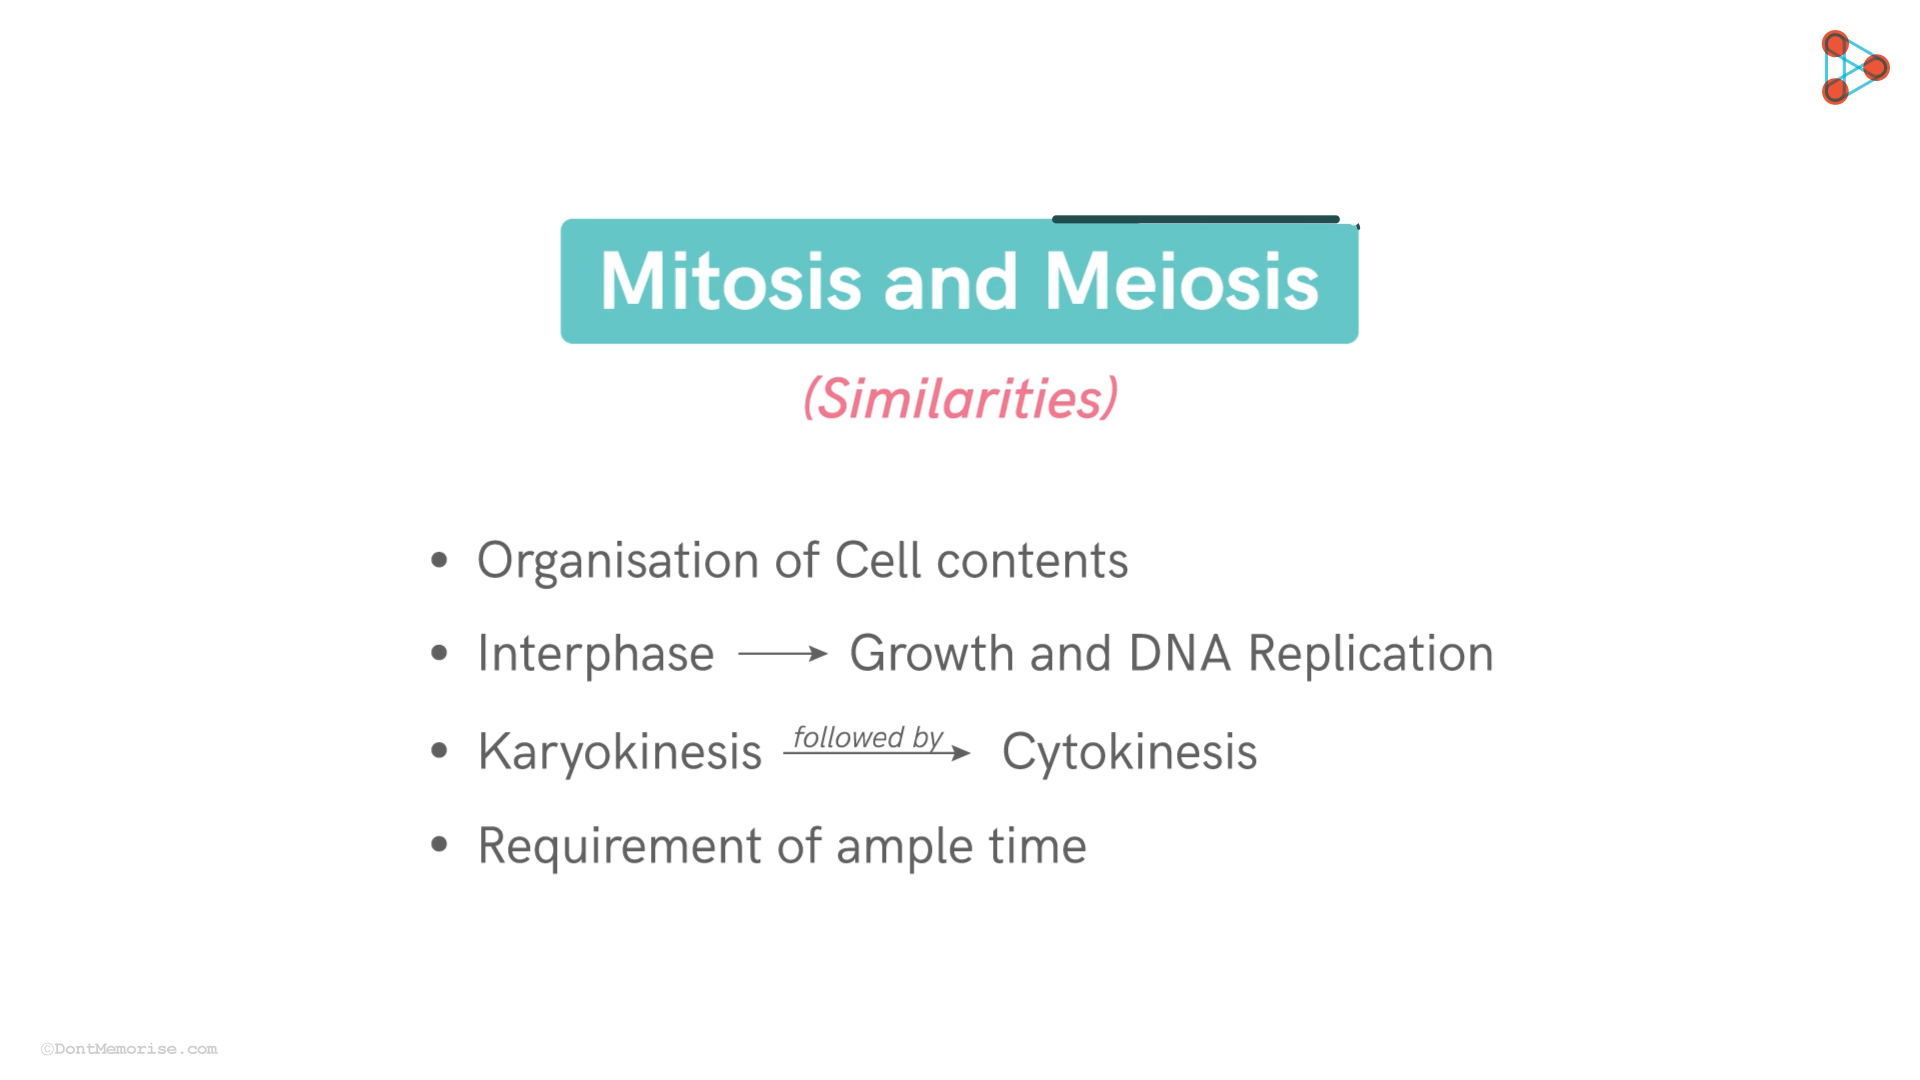 Mitosis and Meiosis
(Similarities)
• Organisation of Cell contents
• Interphase ⟶ Growth and DNA Replication
• Karyokinesis followed by ⟶ Cytokinesis
• Requirement of ample time
©DontMemorise.com